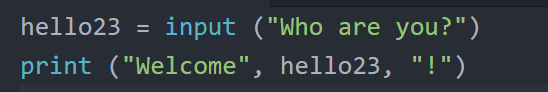 hello23 = input ("Who are you?")
print ("Welcome", hello23, "!")